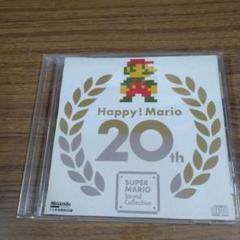 Happy! Mario
20th
SUPER
MARIO
Sound
Collection
Nintendo